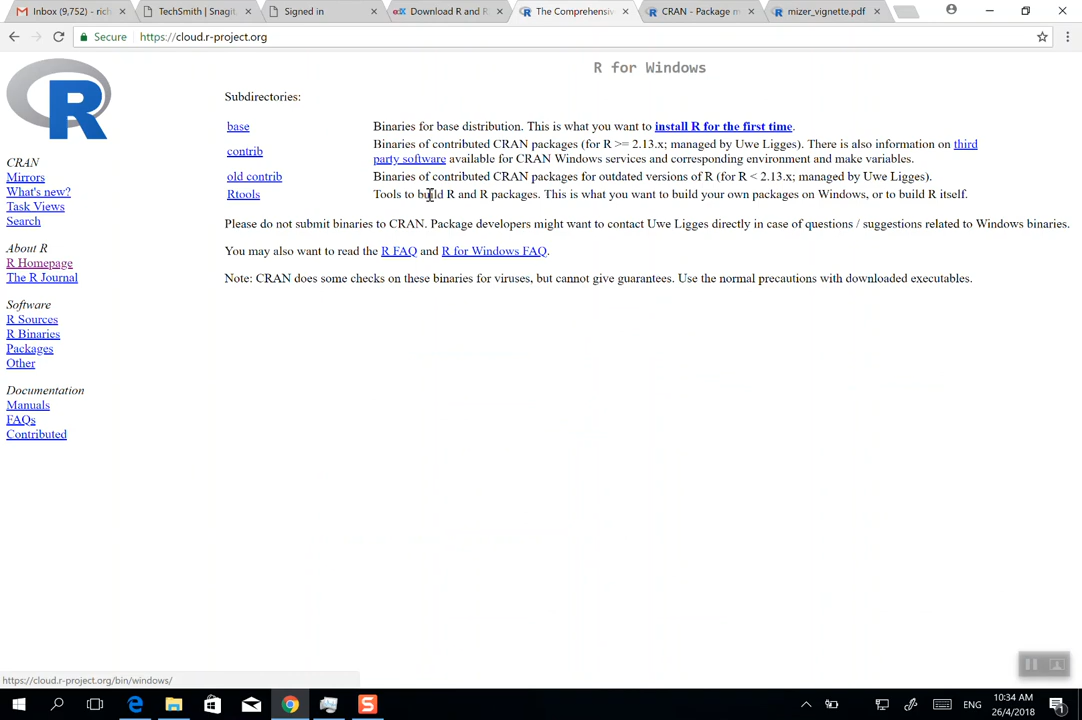 Inbox (9,752) - rich
TechSmith | Snagit
Signed in
Download R and R
The Comprehensiv
CRAN - Package m
mizer_vignette.pdf
Secure
https://cloud.r-project.org
R
R for Windows
Subdirectories:
base
Binaries for base distribution. This is what you want to install R for the first time.
contrib
Binaries of contributed CRAN packages (for R >= 2.13.x; managed by Uwe Ligges). There is also information on third
party software available for CRAN Windows services and corresponding environment and make variables.
old contrib
Binaries of contributed CRAN packages for outdated versions of R (for R < 2.13.x; managed by Uwe Ligges).
Rtools
Tools to build R and R packages. This is what you want to build your own packages on Windows, or to build R itself.
Please do not submit binaries to CRAN. Package developers might want to contact Uwe Ligges directly in case of questions / suggestions related to Windows binaries.
You may also want to read the R FAQ and R for Windows FAQ.
Note: CRAN does some checks on these binaries for viruses, but cannot give guarantees. Use the normal precautions with downloaded executables.
CRAN
Mirrors
What's new?
Task Views
Search
About R
R Homepage
The R Journal
Software
R Sources
R Binaries
Packages
Other
Documentation
Manuals
FAQs
Contributed
https://cloud.r-project.org/bin/windows/
S
ENG
10:34 AM
26/4/2018
1